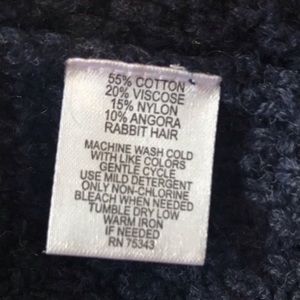 55% COTTON
20% VISCOSE
15% NYLON
10% ANGORA
RABBIT HAIR
MACHINE WASH COLD
WITH LIKE COLORS
GENTLE CYCLE
USE MILD DETERGENT
ONLY NON-CHLORINE
BLEACH WHEN NEEDED
TUMBLE DRY LOW
WARM IRON
IF NEEDED
RN 75343